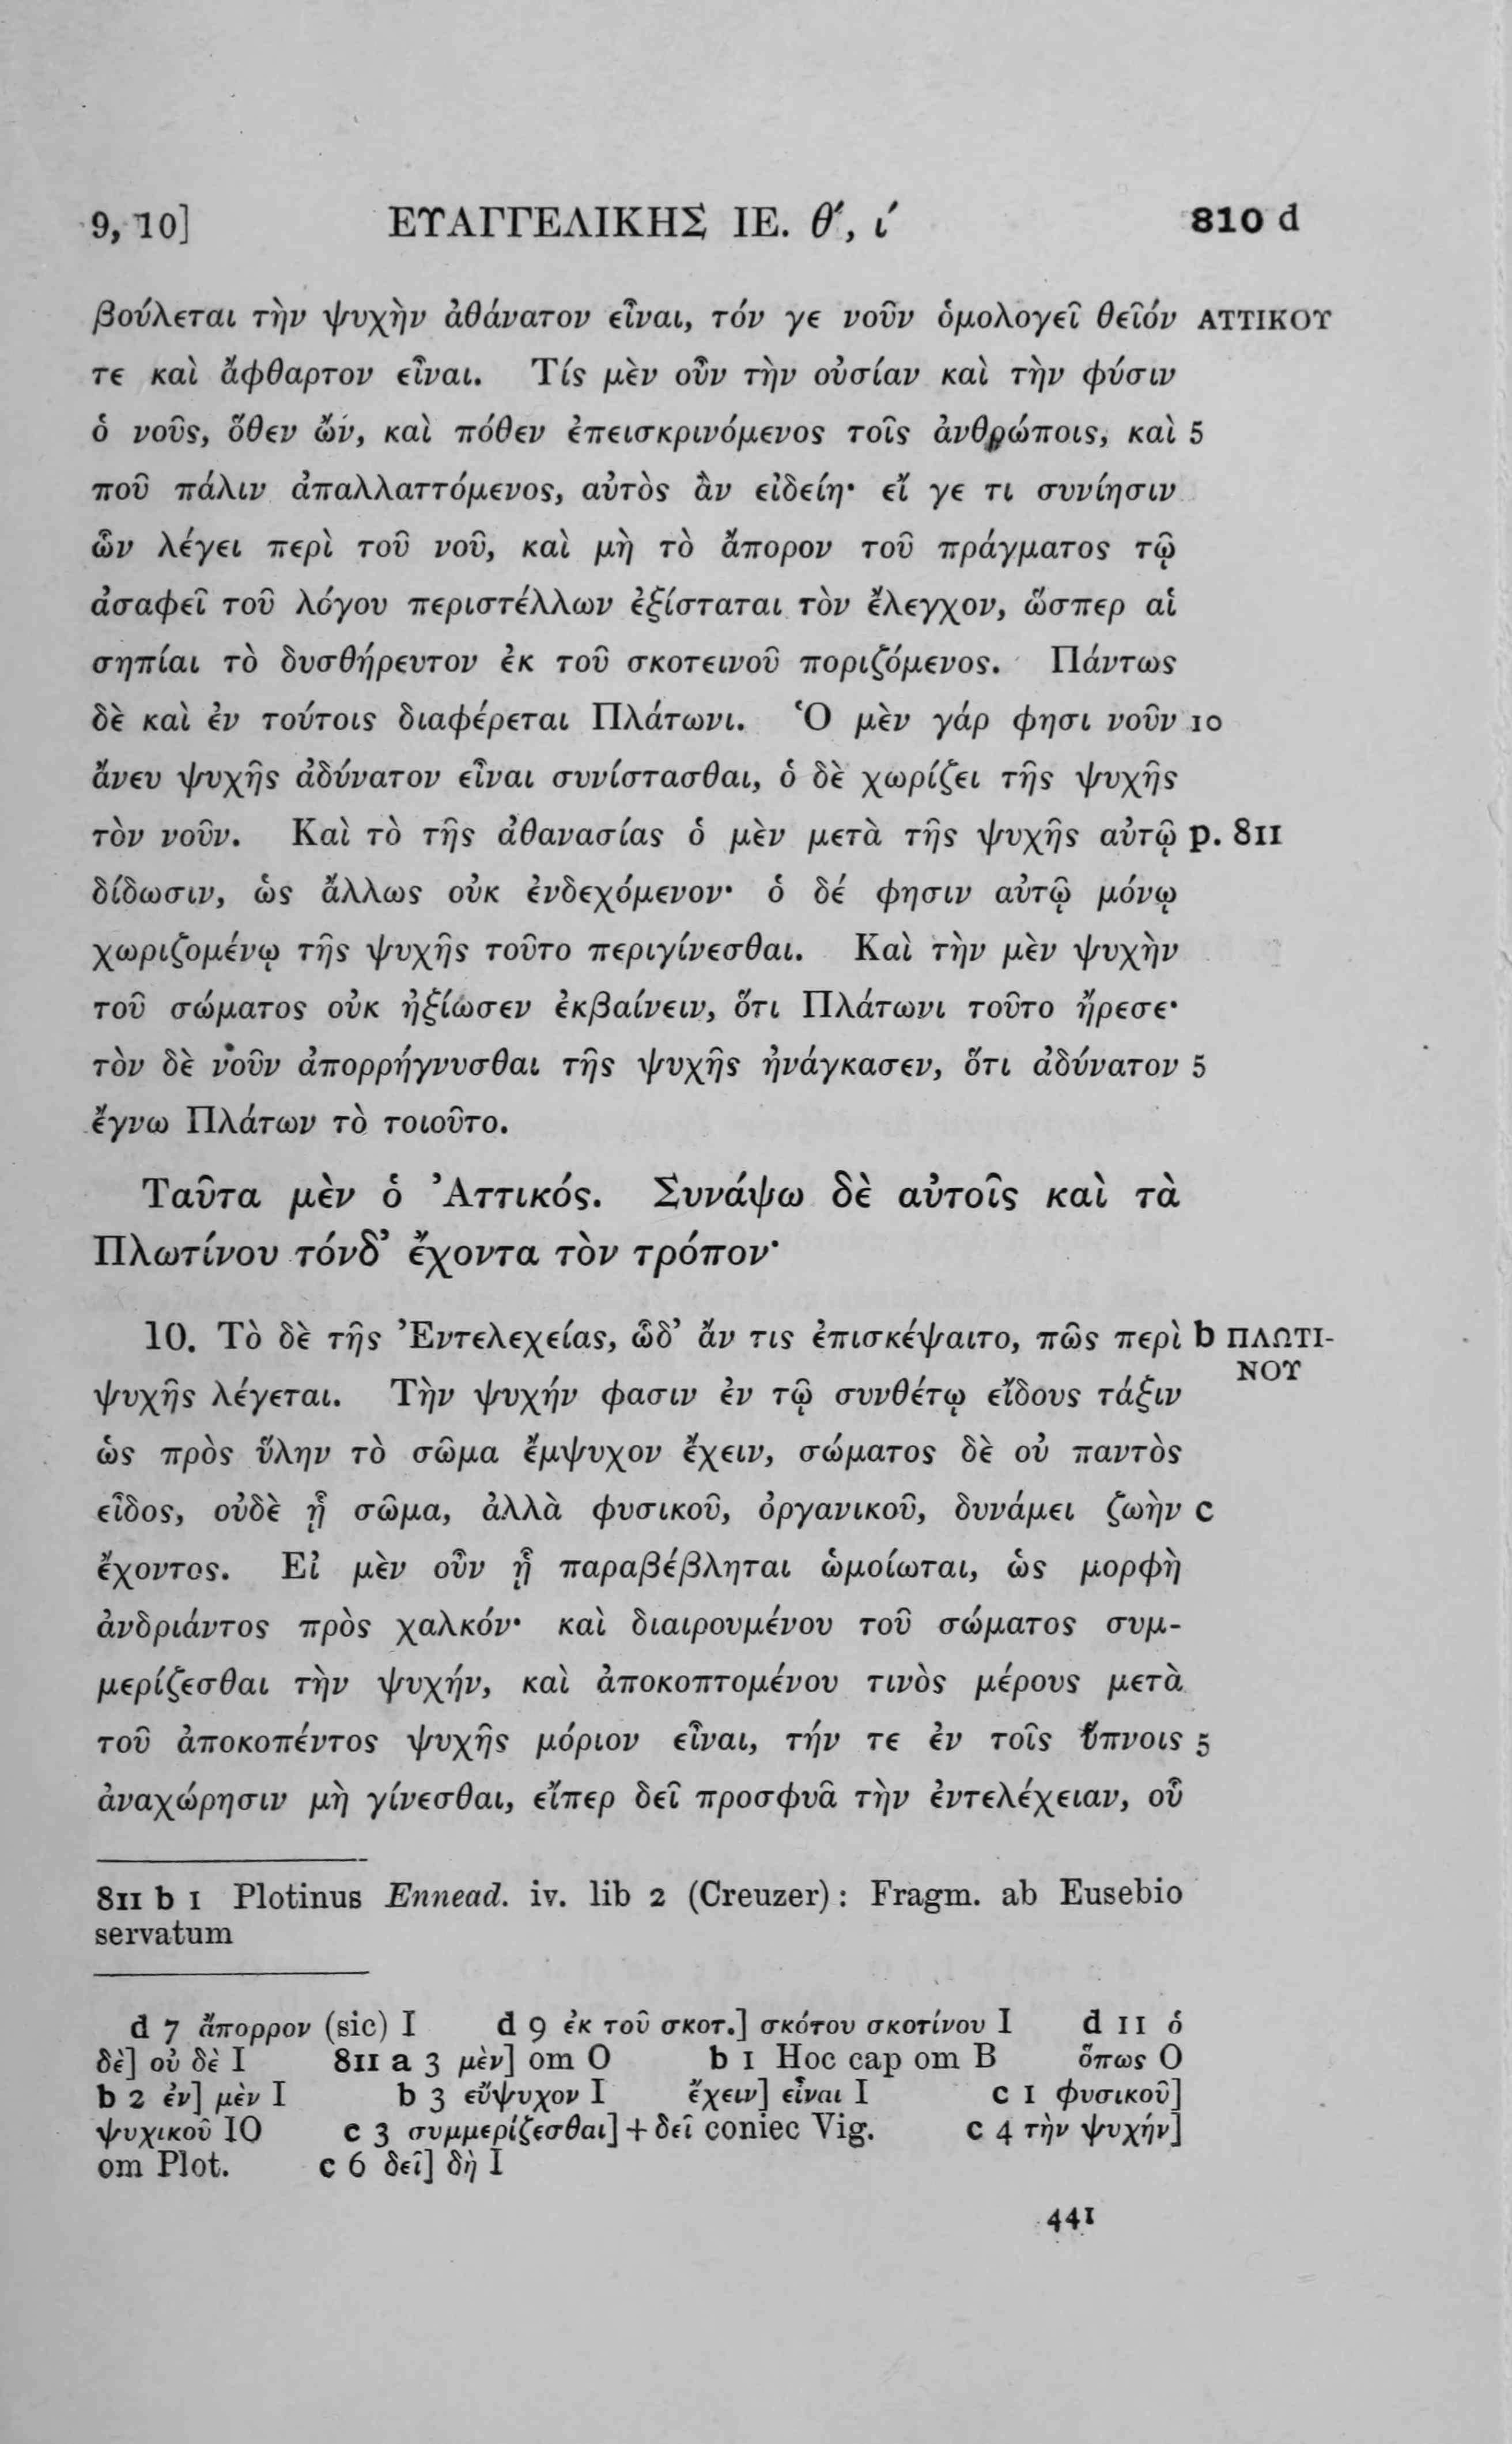 9, 10] ΕΥΑΓΓΕΛΙΚΗΣ ΙΕ. θ΄, ι΄ 810 d
βούλεται τὴν ψυχὴν ἀθάνατον εἶναι, τόν γε νοῦν ὁμολογεῖ θεῖόν ΑΤΤΙΚΟΥ
τε καὶ ἄφθαρτον εἶναι. Τίς μὲν οὖν τὴν οὐσίαν καὶ τὴν φύσιν
ὁ νοῦς, ὅθεν ὤν, καὶ πόθεν ἐπεισκρινόμενος τοῖς ἀνθρώποις, καὶ 5
ποῦ πάλιν ἀπαλλαττόμενος, αὐτὸς ἂν εἰδείη· εἴ γε τι συνίησιν
ὧν λέγει περὶ τοῦ νοῦ, καὶ μὴ τὸ ἄπορον τοῦ πράγματος τῷ
ἀσαφεῖ τοῦ λόγου περιστέλλων ἐξίσταται τὸν ἔλεγχον, ὥσπερ αἱ
σηπίαι τὸ δυσθήρευτον ἐκ τοῦ σκοτεινοῦ ποριζόμενος. Πάντως
δὲ καὶ ἐν τούτοις διαφέρεται Πλάτωνι. Ὁ μὲν γάρ φησι νοῦν 10
ἄνευ ψυχῆς ἀδύνατον εἶναι συνίστασθαι, ὁ δὲ χωρίζει τῆς ψυχῆς
τὸν νοῦν. Καὶ τὸ τῆς ἀθανασίας ὁ μὲν μετὰ τῆς ψυχῆς αὐτῷ p. 811
δίδωσιν, ὡς ἄλλως οὐκ ἐνδεχόμενον· ὁ δέ φησιν αὐτῷ μόνῳ
χωριζομένῳ τῆς ψυχῆς τοῦτο περιγίνεσθαι. Καὶ τὴν μὲν ψυχὴν
τοῦ σώματος οὐκ ἠξίωσεν ἐκβαίνειν, ὅτι Πλάτωνι τοῦτο ἤρεσε·
τὸν δὲ νοῦν ἀπορρήγνυσθαι τῆς ψυχῆς ἠνάγκασεν, ὅτι ἀδύνατον 5
ἔγνω Πλάτων τὸ τοιοῦτο.
Ταῦτα μὲν ὁ Ἀττικός. Συνάψω δὲ αὐτοῖς καὶ τὰ
Πλωτίνου τόνδ’ ἔχοντα τὸν τρόπον·
10. Τὸ δὲ τῆς Ἐντελεχείας, ὧδ’ ἄν τις ἐπισκέψαιτο, πῶς περὶ b ΠΛΩΤΙ-
ΝΟΥ
ψυχῆς λέγεται. Τὴν ψυχήν φασιν ἐν τῷ συνθέτῳ εἴδους τάξιν
ὡς πρὸς ὕλην τὸ σῶμα ἔμψυχον ἔχειν, σώματος δὲ οὐ παντὸς
εἶδος, οὐδὲ ᾗ σῶμα, ἀλλὰ φυσικοῦ, ὀργανικοῦ, δυνάμει ζωὴν c
ἔχοντος. Εἰ μὲν οὖν ᾗ παραβέβληται ὡμοίωται, ὡς μορφὴ
ἀνδριάντος πρὸς χαλκόν· καὶ διαιρουμένου τοῦ σώματος συμ-
μερίζεσθαι τὴν ψυχήν, καὶ ἀποκοπτομένου τινὸς μέρους μετὰ
τοῦ ἀποκοπέντος ψυχῆς μόριον εἶναι, τήν τε ἐν τοῖς ὕπνοις 5
ἀναχώρησιν μὴ γίνεσθαι, εἴπερ δεῖ προσφυᾶ τὴν ἐντελέχειαν, οὗ
811 b 1 Plotinus Ennead. iv. lib 2 (Creuzer): Fragm. ab Eusebio
servatum
d 7 ἄπορρον (sic) I d 9 ἐκ τοῦ σκοτ.] σκότου σκοτίνου I d 11 ὁ
δὲ] οὐ δὲ I 811 a 3 μὲν] om O b 1 Hoc cap om B ὅπως O
b 2 ἐν] μὲν I b 3 εὔψυχον I ἔχειν] εἶναι I c 1 φυσικοῦ]
ψυχικοῦ IO c 3 συμμερίζεσθαι] + δεῖ coniec Vig. c 4 τὴν ψυχήν]
om Plot. c 6 δεῖ] δὴ I
441